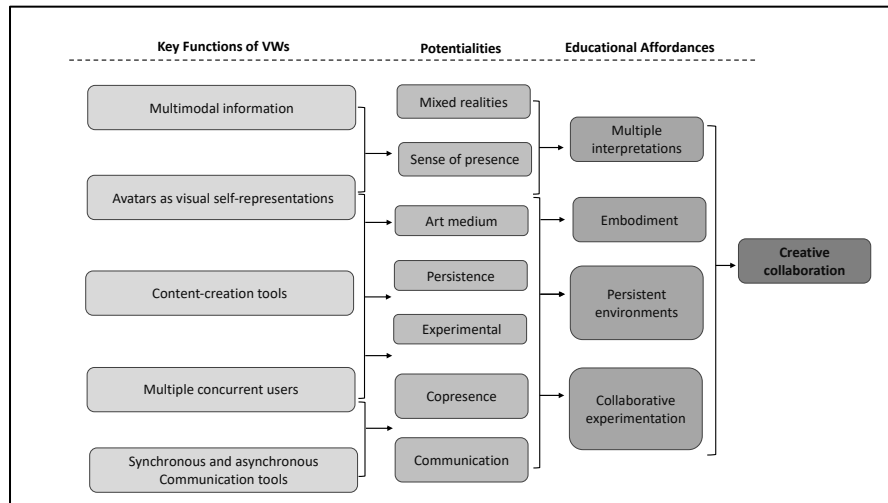 Key Functions of VWs
Potentialities
Educational Affordances
Multimodal information
Avatars as visual self-representations
Content-creation tools
Multiple concurrent users
Synchronous and asynchronous
Communication tools
Mixed realities
Sense of presence
Art medium
Persistence
Experimental
Copresence
Communication
Multiple
interpretations
Embodiment
Persistent
environments
Collaborative
experimentation
Creative
collaboration